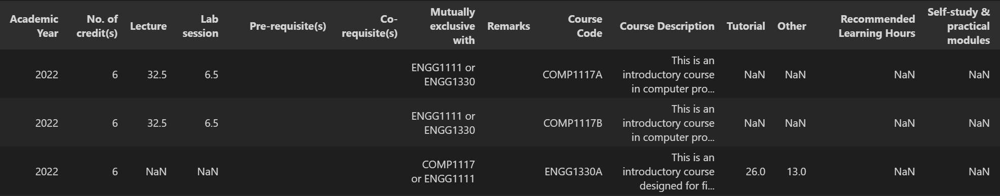 Academic Year No. of credit(s) Lecture Lab session Pre-requisite(s) Co-requisite(s) Mutually exclusive with Remarks Course Code Course Description Tutorial Other Recommended Learning Hours Self-study & practical modules
2022 6 32.5 6.5 ENGG1111 or ENGG1330 COMP1117A This is an introductory course in computer pro... NaN NaN NaN NaN
2022 6 32.5 6.5 ENGG1111 or ENGG1330 COMP1117B This is an introductory course in computer pro... NaN NaN NaN NaN
2022 6 NaN NaN COMP1117 or ENGG1111 ENGG1330A This is an introductory course designed for fi... 26.0 13.0 NaN NaN